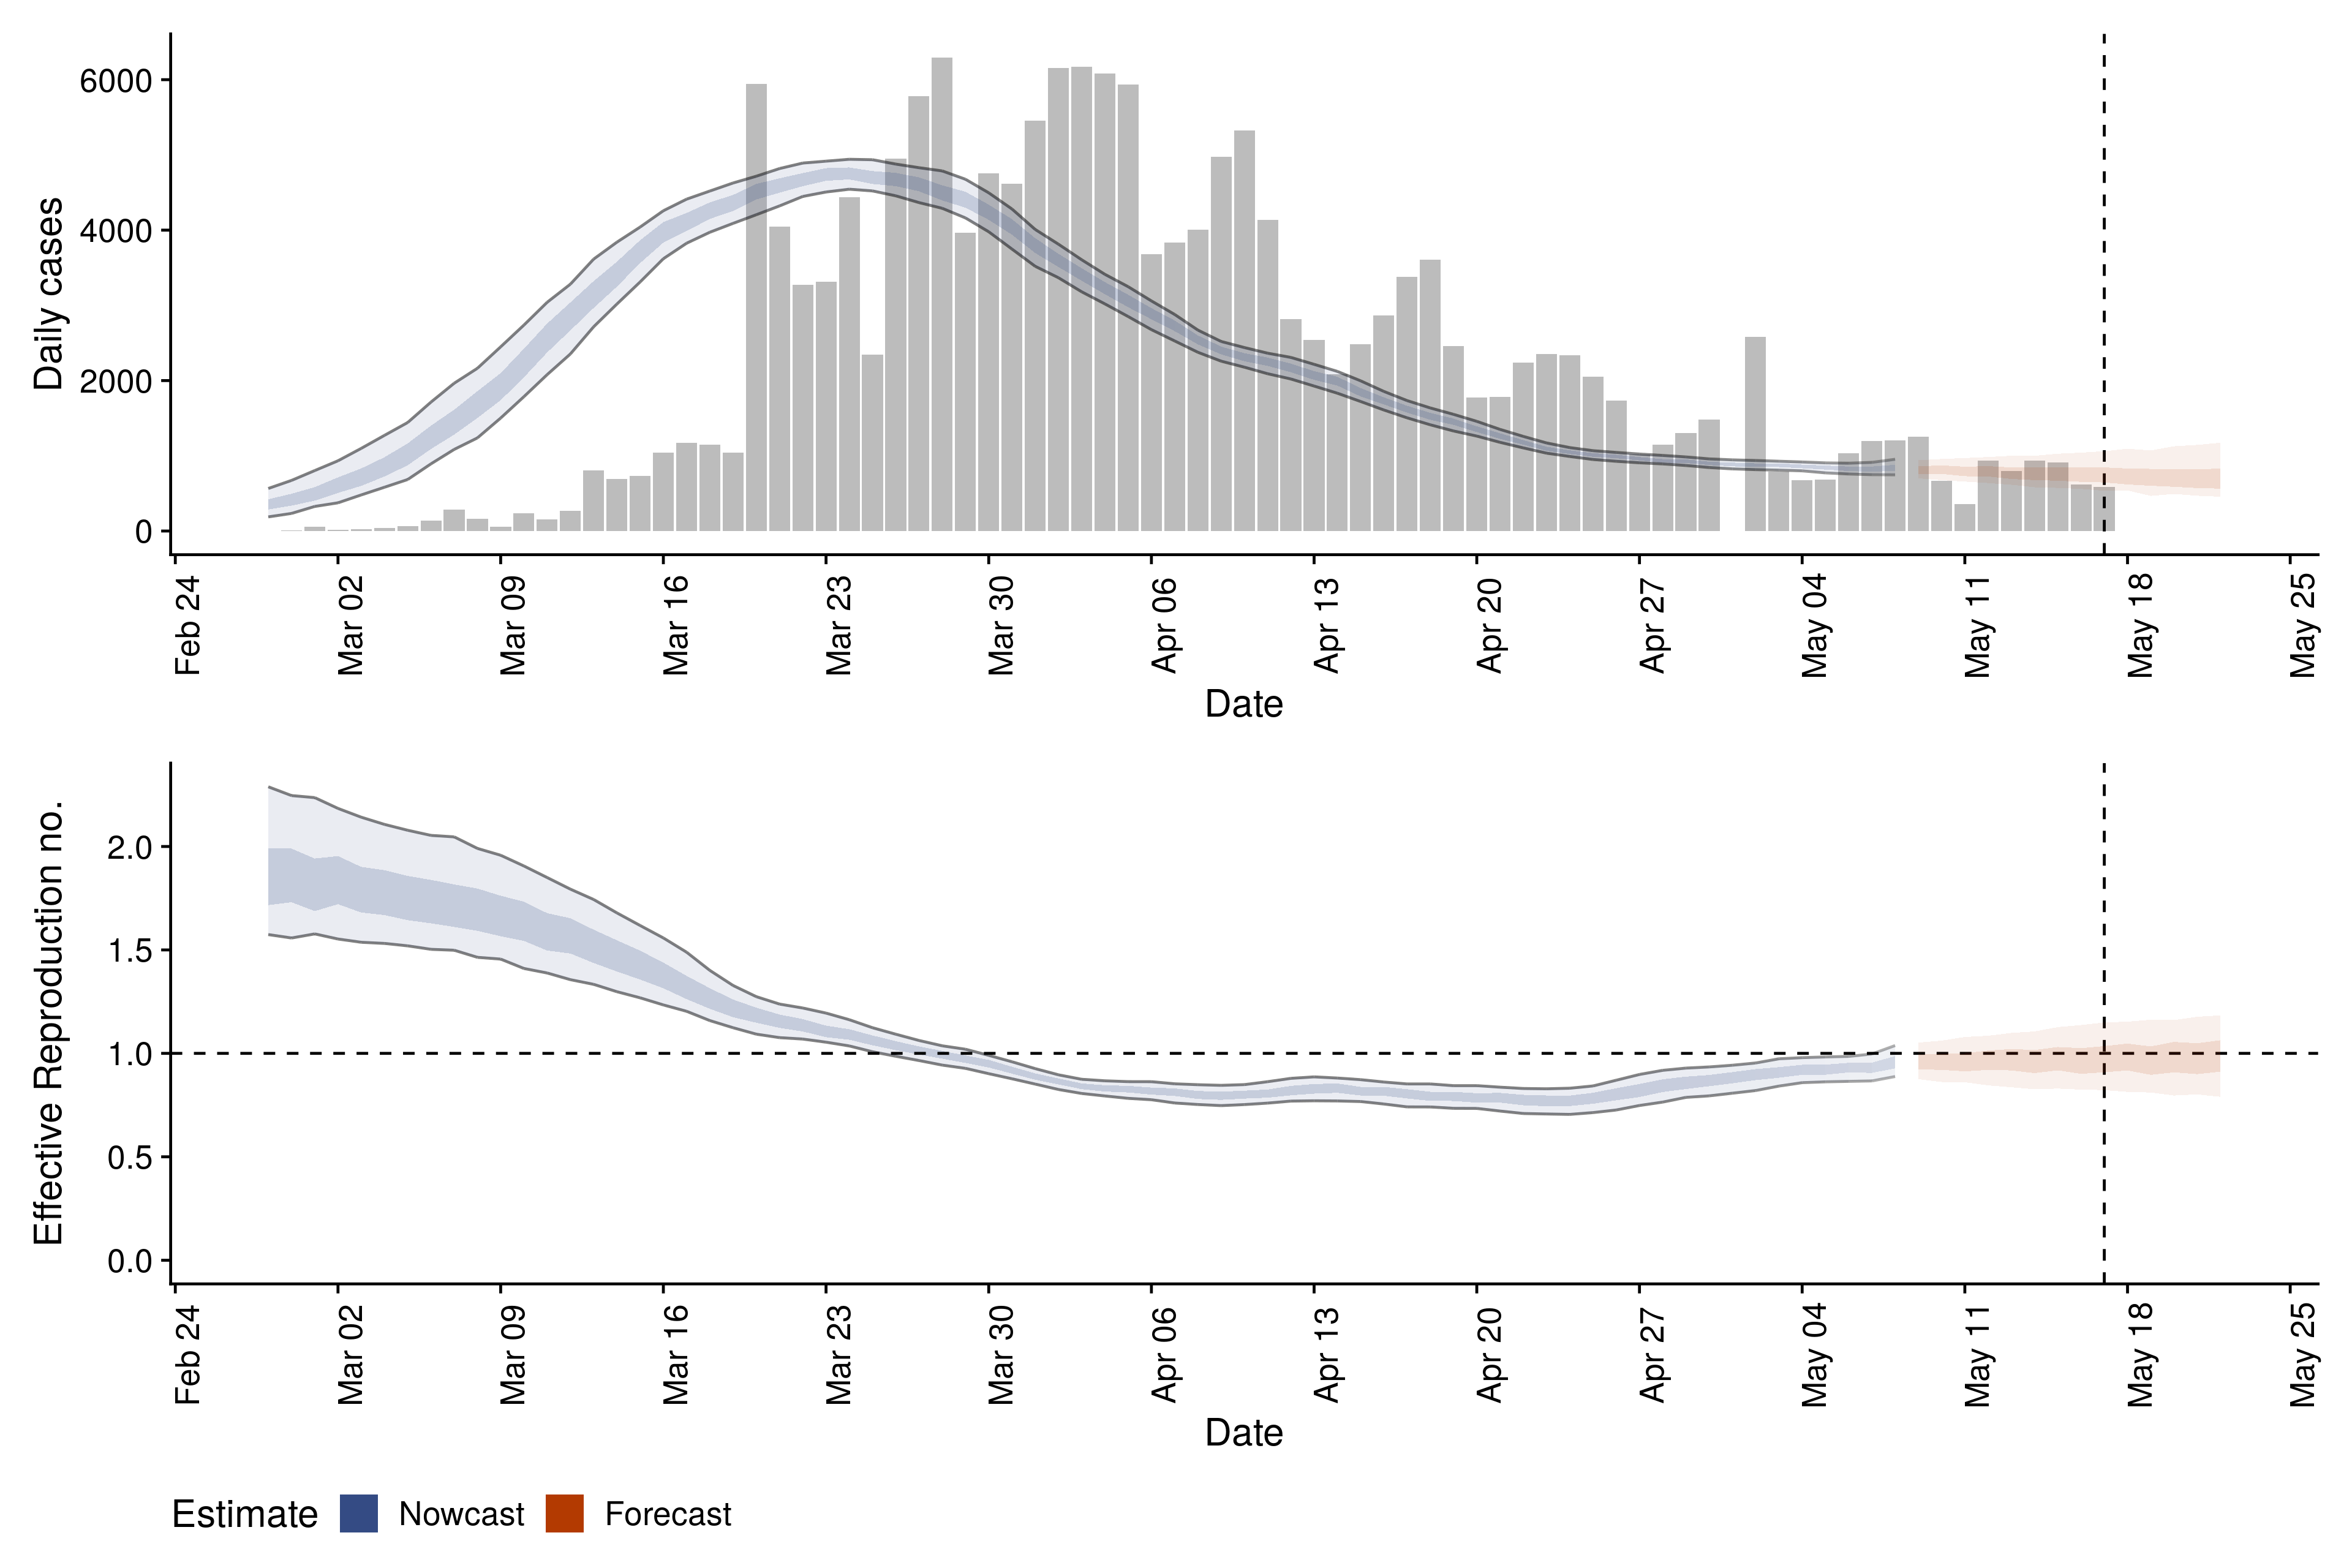 Daily cases
6000
4000
2000
0
Feb 24
Mar 02
Mar 09
Mar 16
Mar 23
Mar 30
Apr 06
Apr 13
Apr 20
Apr 27
May 04
May 11
May 18
May 25
Date
Effective Reproduction no.
2.0
1.5
1.0
0.5
0.0
Feb 24
Mar 02
Mar 09
Mar 16
Mar 23
Mar 30
Apr 06
Apr 13
Apr 20
Apr 27
May 04
May 11
May 18
May 25
Date
Estimate Nowcast Forecast